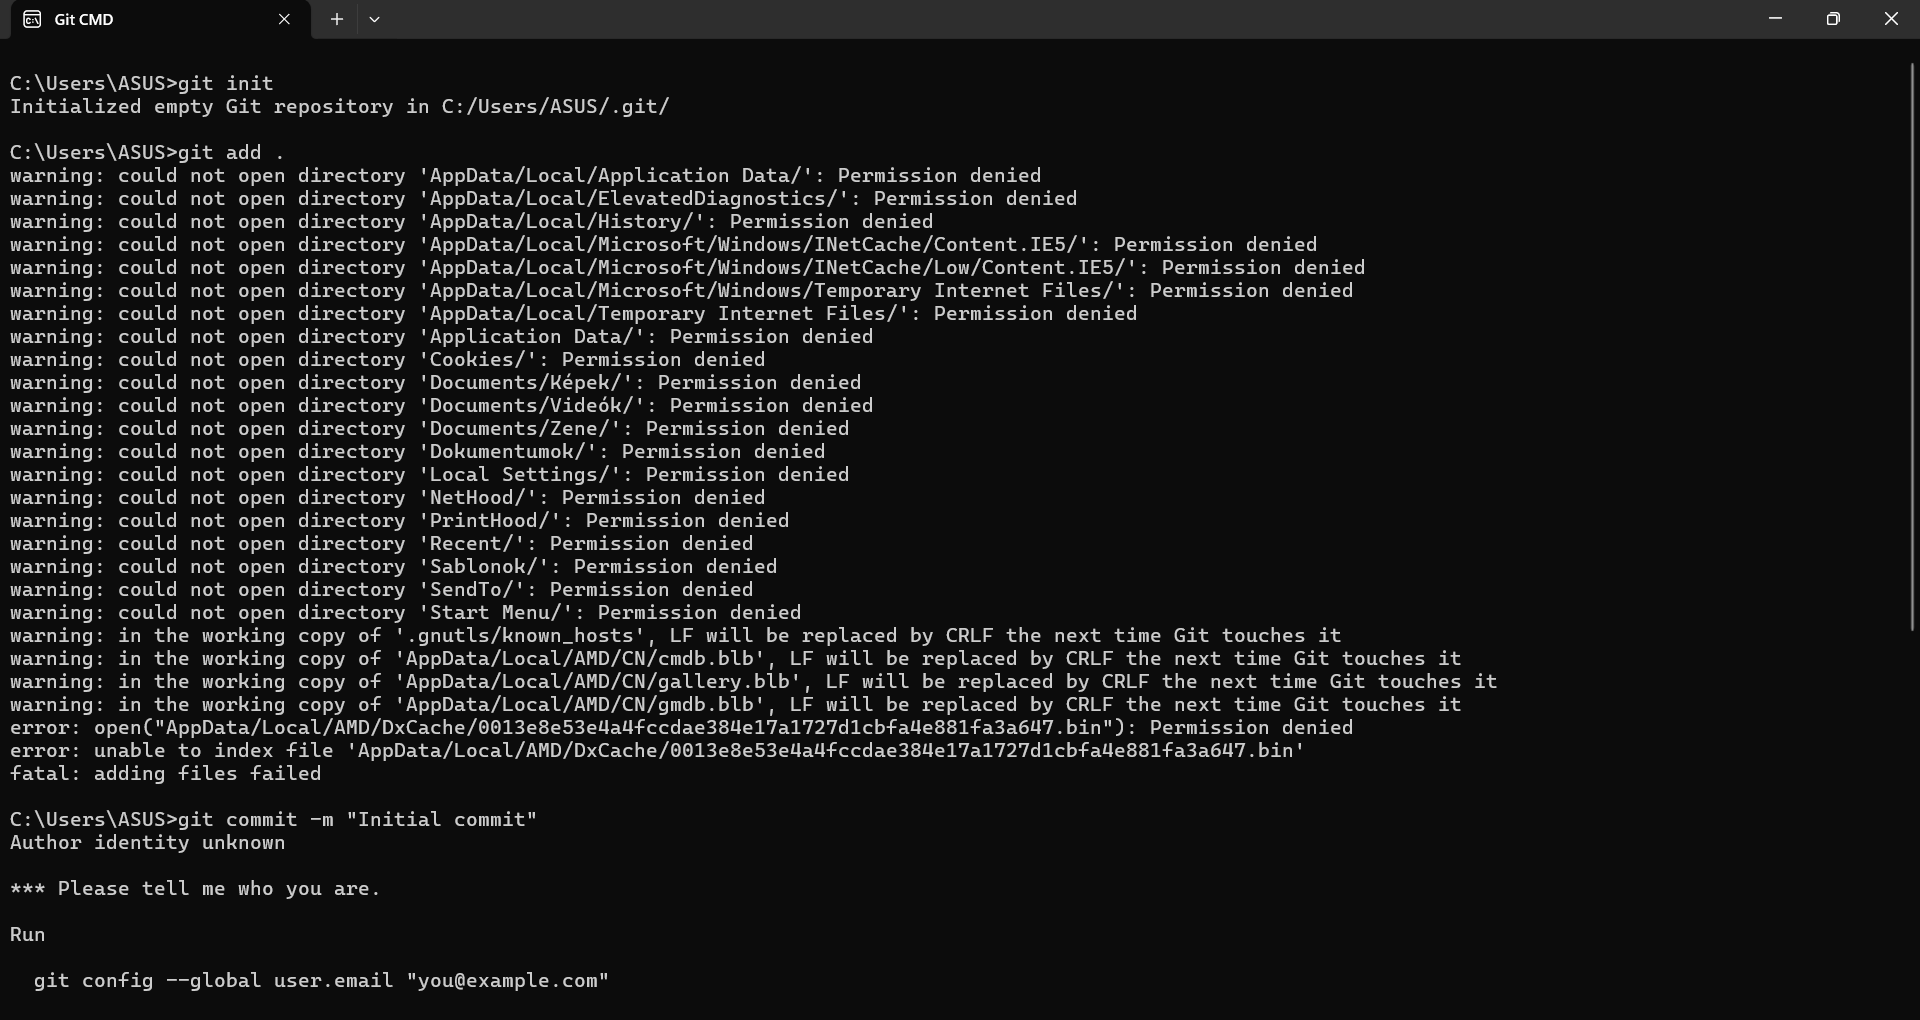 Git CMD
C:\Users\ASUS>git init
Initialized empty Git repository in C:/Users/ASUS/.git/
C:\Users\ASUS>git add .
warning: could not open directory 'AppData/Local/Application Data/': Permission denied
warning: could not open directory 'AppData/Local/ElevatedDiagnostics/': Permission denied
warning: could not open directory 'AppData/Local/History/': Permission denied
warning: could not open directory 'AppData/Local/Microsoft/Windows/INetCache/Content.IE5/': Permission denied
warning: could not open directory 'AppData/Local/Microsoft/Windows/INetCache/Low/Content.IE5/': Permission denied
warning: could not open directory 'AppData/Local/Microsoft/Windows/Temporary Internet Files/': Permission denied
warning: could not open directory 'AppData/Local/Temporary Internet Files/': Permission denied
warning: could not open directory 'Application Data/': Permission denied
warning: could not open directory 'Cookies/': Permission denied
warning: could not open directory 'Documents/Képek/': Permission denied
warning: could not open directory 'Documents/Videók/': Permission denied
warning: could not open directory 'Documents/Zene/': Permission denied
warning: could not open directory 'Dokumentumok/': Permission denied
warning: could not open directory 'Local Settings/': Permission denied
warning: could not open directory 'NetHood/': Permission denied
warning: could not open directory 'PrintHood/': Permission denied
warning: could not open directory 'Recent/': Permission denied
warning: could not open directory 'Sablonok/': Permission denied
warning: could not open directory 'SendTo/': Permission denied
warning: could not open directory 'Start Menu/': Permission denied
warning: in the working copy of '.gnutls/known_hosts', LF will be replaced by CRLF the next time Git touches it
warning: in the working copy of 'AppData/Local/AMD/CN/cmdb.blb', LF will be replaced by CRLF the next time Git touches it
warning: in the working copy of 'AppData/Local/AMD/CN/gallery.blb', LF will be replaced by CRLF the next time Git touches it
warning: in the working copy of 'AppData/Local/AMD/CN/gmdb.blb', LF will be replaced by CRLF the next time Git touches it
error: open("AppData/Local/AMD/DxCache/0013e8e53e4a4fccdae384e17a1727d1cbfa4e881fa3a647.bin"): Permission denied
error: unable to index file 'AppData/Local/AMD/DxCache/0013e8e53e4a4fccdae384e17a1727d1cbfa4e881fa3a647.bin'
fatal: adding files failed
C:\Users\ASUS>git commit -m "Initial commit"
Author identity unknown
*** Please tell me who you are.
Run
git config --global user.email "you@example.com"